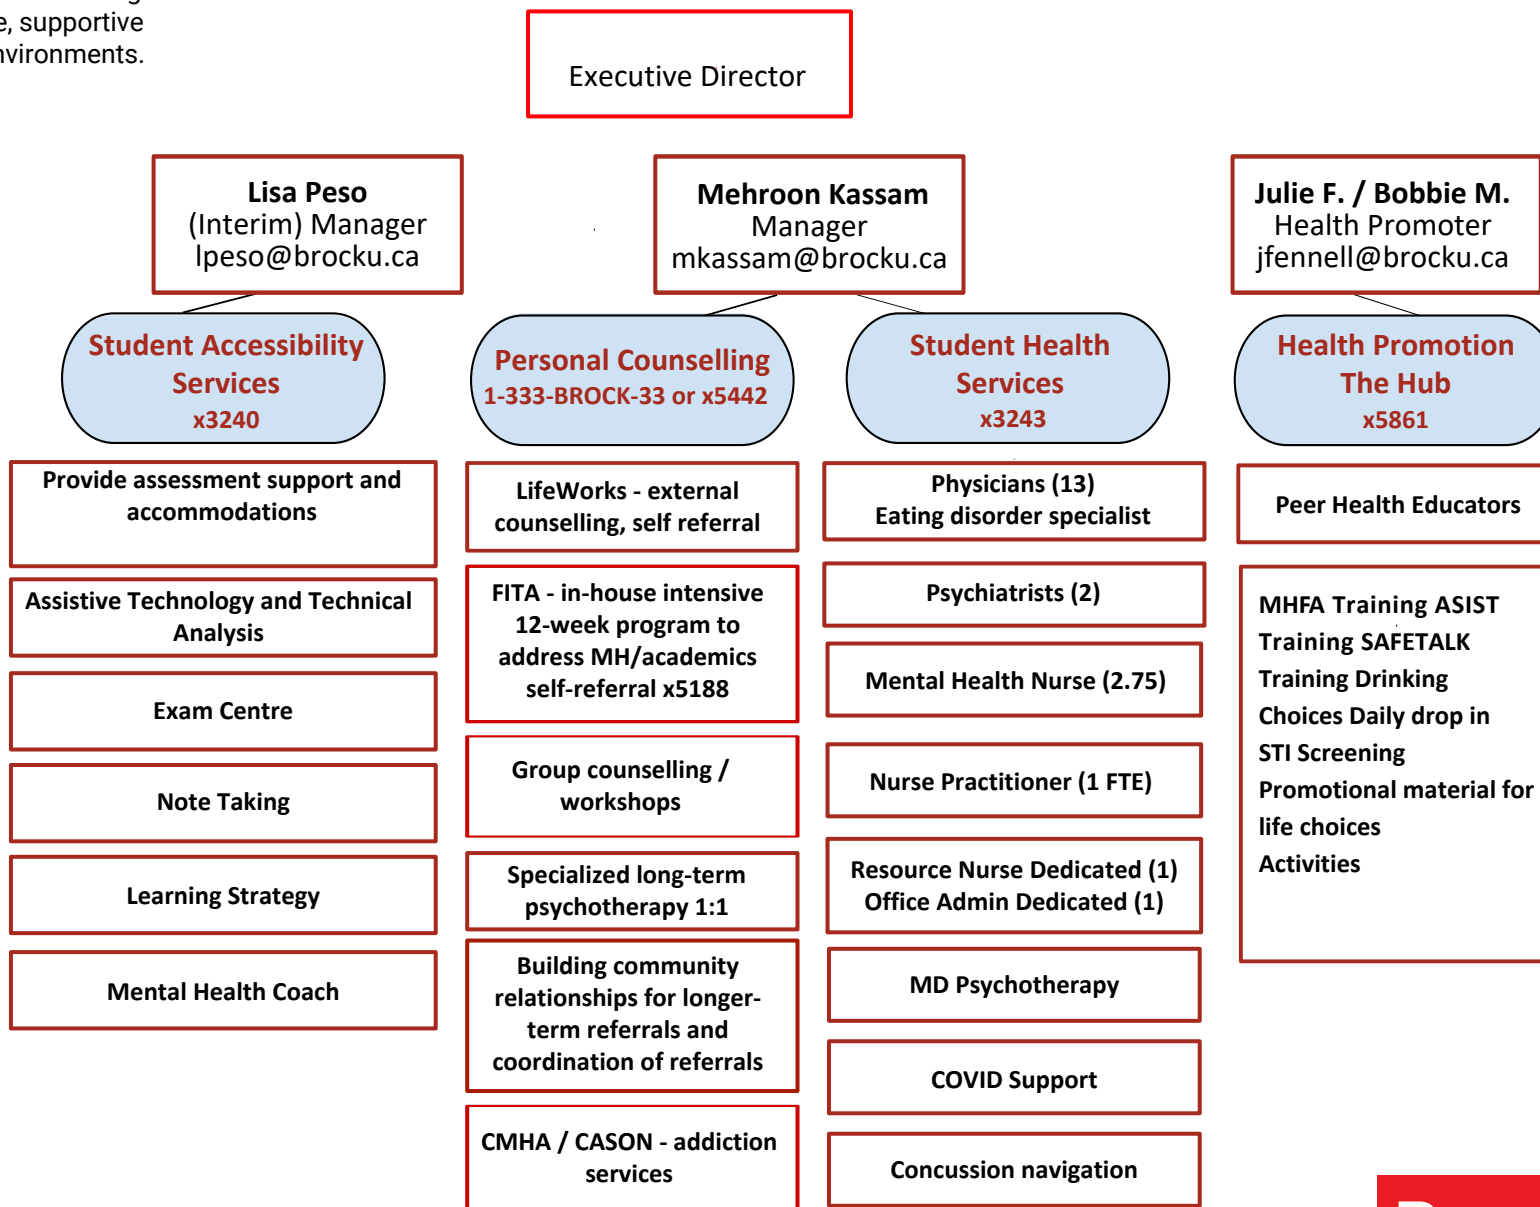 e, supportive
nvironments.
Executive Director
Lisa Peso
(Interim) Manager
lpeso@brocku.ca
Mehroon Kassam
Manager
mkassam@brocku.ca
Julie F. / Bobbie M.
Health Promoter
jfennell@brocku.ca
Student Accessibility
Services
x3240
Personal Counselling
1-333-BROCK-33 or x5442
Student Health
Services
x3243
Health Promotion
The Hub
x5861
Provide assessment support and
accommodations
Assistive Technology and Technical
Analysis
Exam Centre
Note Taking
Learning Strategy
Mental Health Coach
LifeWorks - external
counselling, self referral
FITA - in-house intensive
12-week program to
address MH/academics
self-referral x5188
Group counselling /
workshops
Specialized long-term
psychotherapy 1:1
Building community
relationships for longer-
term referrals and
coordination of referrals
CMHA / CASON - addiction
services
Physicians (13)
Eating disorder specialist
Psychiatrists (2)
Mental Health Nurse (2.75)
Nurse Practitioner (1 FTE)
Resource Nurse Dedicated (1)
Office Admin Dedicated (1)
MD Psychotherapy
COVID Support
Concussion navigation
Peer Health Educators
MHFA Training ASIST
Training SAFETALK
Training Drinking
Choices Daily drop in
STI Screening
Promotional material for
life choices
Activities